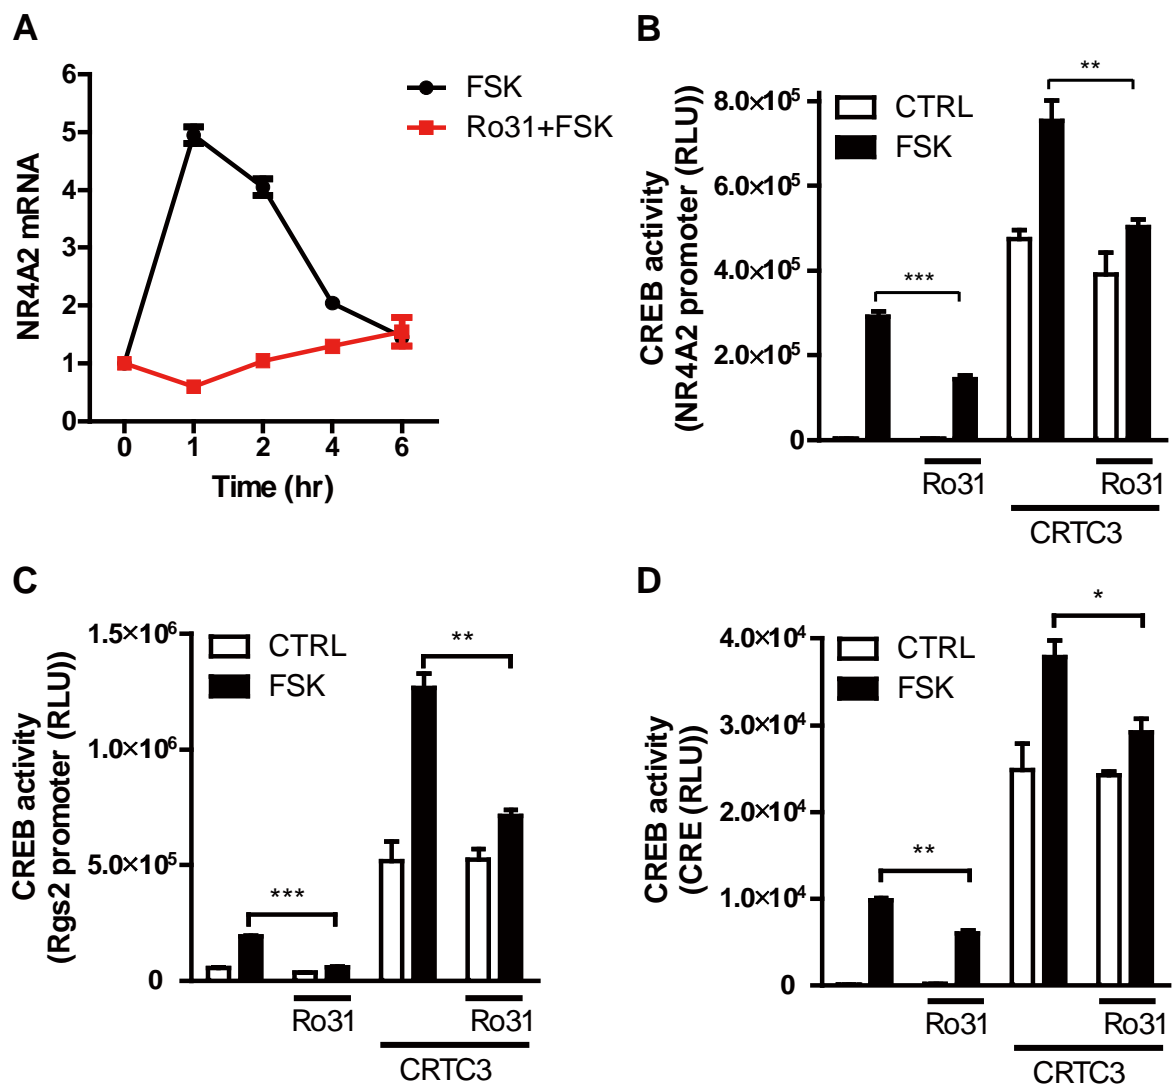 A
6
5
4
3
2
1
0
NR4A2 mRNA
FSK
Ro31+FSK
0 1 2 4 6
Time (hr)
B
8.0×10⁵
6.0×10⁵
4.0×10⁵
2.0×10⁵
0
CREB activity
(NR4A2 promoter (RLU))
CTRL
FSK
***
**
Ro31 Ro31
CRTC3
C
1.5×10⁶
1.0×10⁶
5.0×10⁵
0
CREB activity
(Rgs2 promoter (RLU))
CTRL
FSK
***
**
Ro31 Ro31
CRTC3
D
4.0×10⁴
3.0×10⁴
2.0×10⁴
1.0×10⁴
0
CREB activity
(CRE (RLU))
CTRL
FSK
**
*
Ro31 Ro31
CRTC3